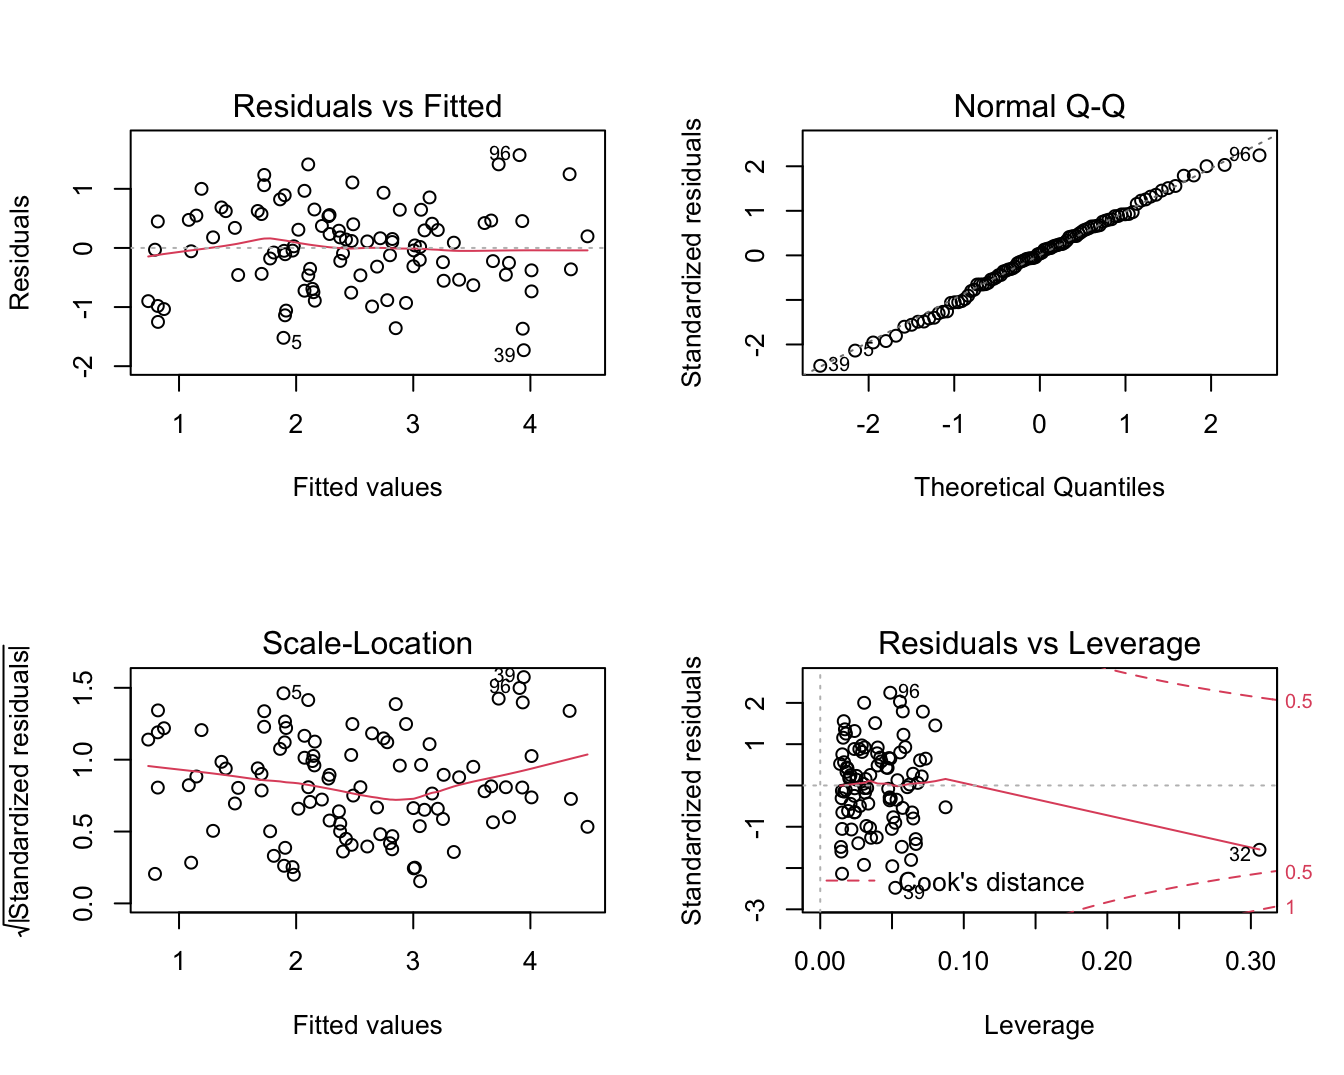 Residuals vs Fitted
Residuals
-2 -1 0 1
96
5
39
1 2 3 4
Fitted values
Normal Q-Q
Standardized residuals
-2 0 1 2
96
5
39
-2 -1 0 1 2
Theoretical Quantiles
Scale-Location
√|Standardized residuals|
0.0 0.5 1.0 1.5
39
96
5
1 2 3 4
Fitted values
Residuals vs Leverage
Standardized residuals
-3 -1 1 2
96
0.5
32
0.5
Cook's distance
39
1
0.00 0.10 0.20 0.30
Leverage